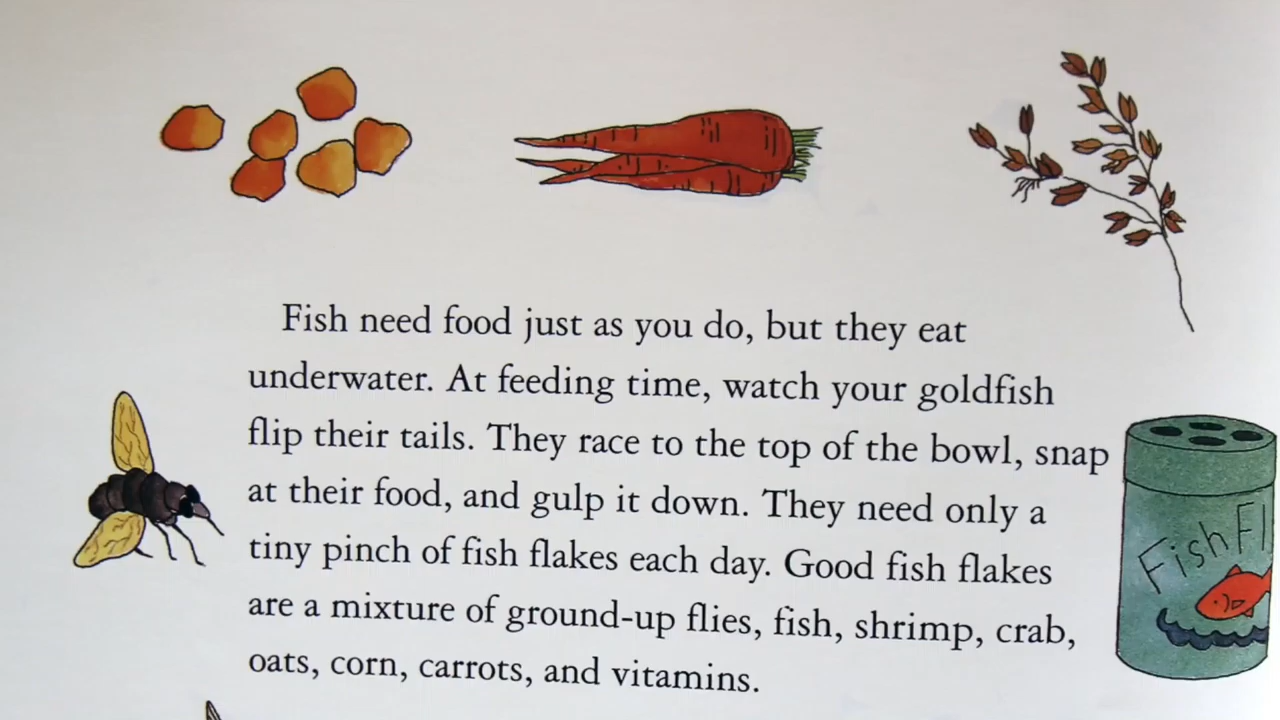 Fish need food just as you do, but they eat
underwater. At feeding time, watch your goldfish
flip their tails. They race to the top of the bowl, snap
at their food, and gulp it down. They need only a
tiny pinch of fish flakes each day. Good fish flakes
are a mixture of ground-up flies, fish, shrimp, crab,
oats, corn, carrots, and vitamins.
Fish Fl